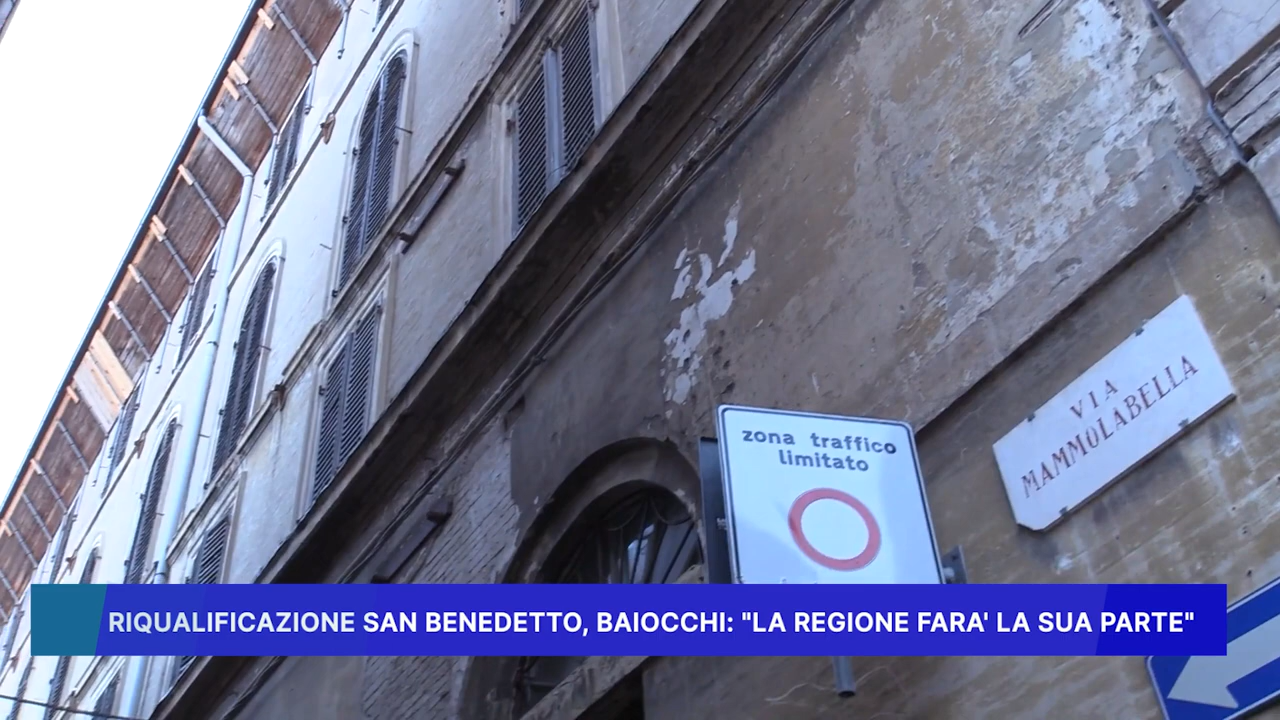 zona traffico
limitato
VIA
MAMMOLABELLA
RIQUALIFICAZIONE SAN BENEDETTO, BAIOCCHI: "LA REGIONE FARA' LA SUA PARTE"